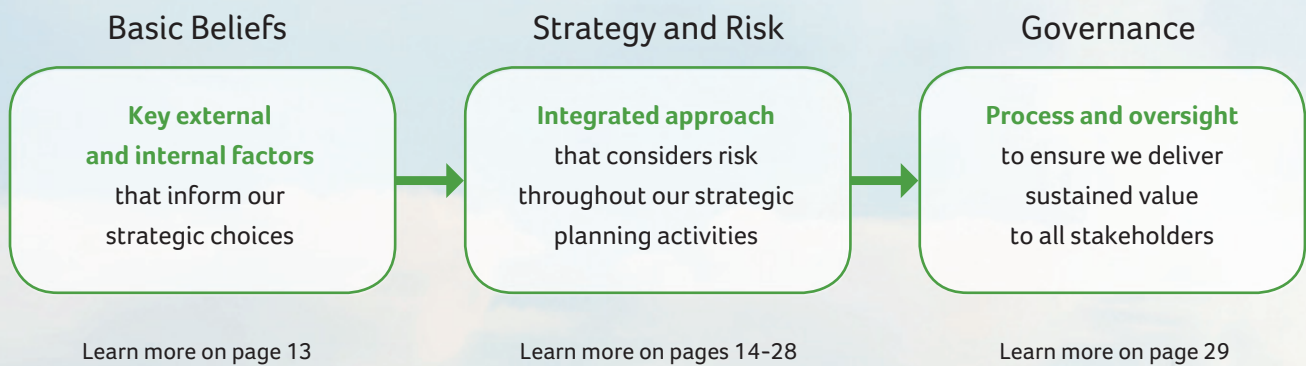 Basic Beliefs
Key external
and internal factors
that inform our
strategic choices
Learn more on page 13
Strategy and Risk
Integrated approach
that considers risk
throughout our strategic
planning activities
Learn more on pages 14-28
Governance
Process and oversight
to ensure we deliver
sustained value
to all stakeholders
Learn more on page 29